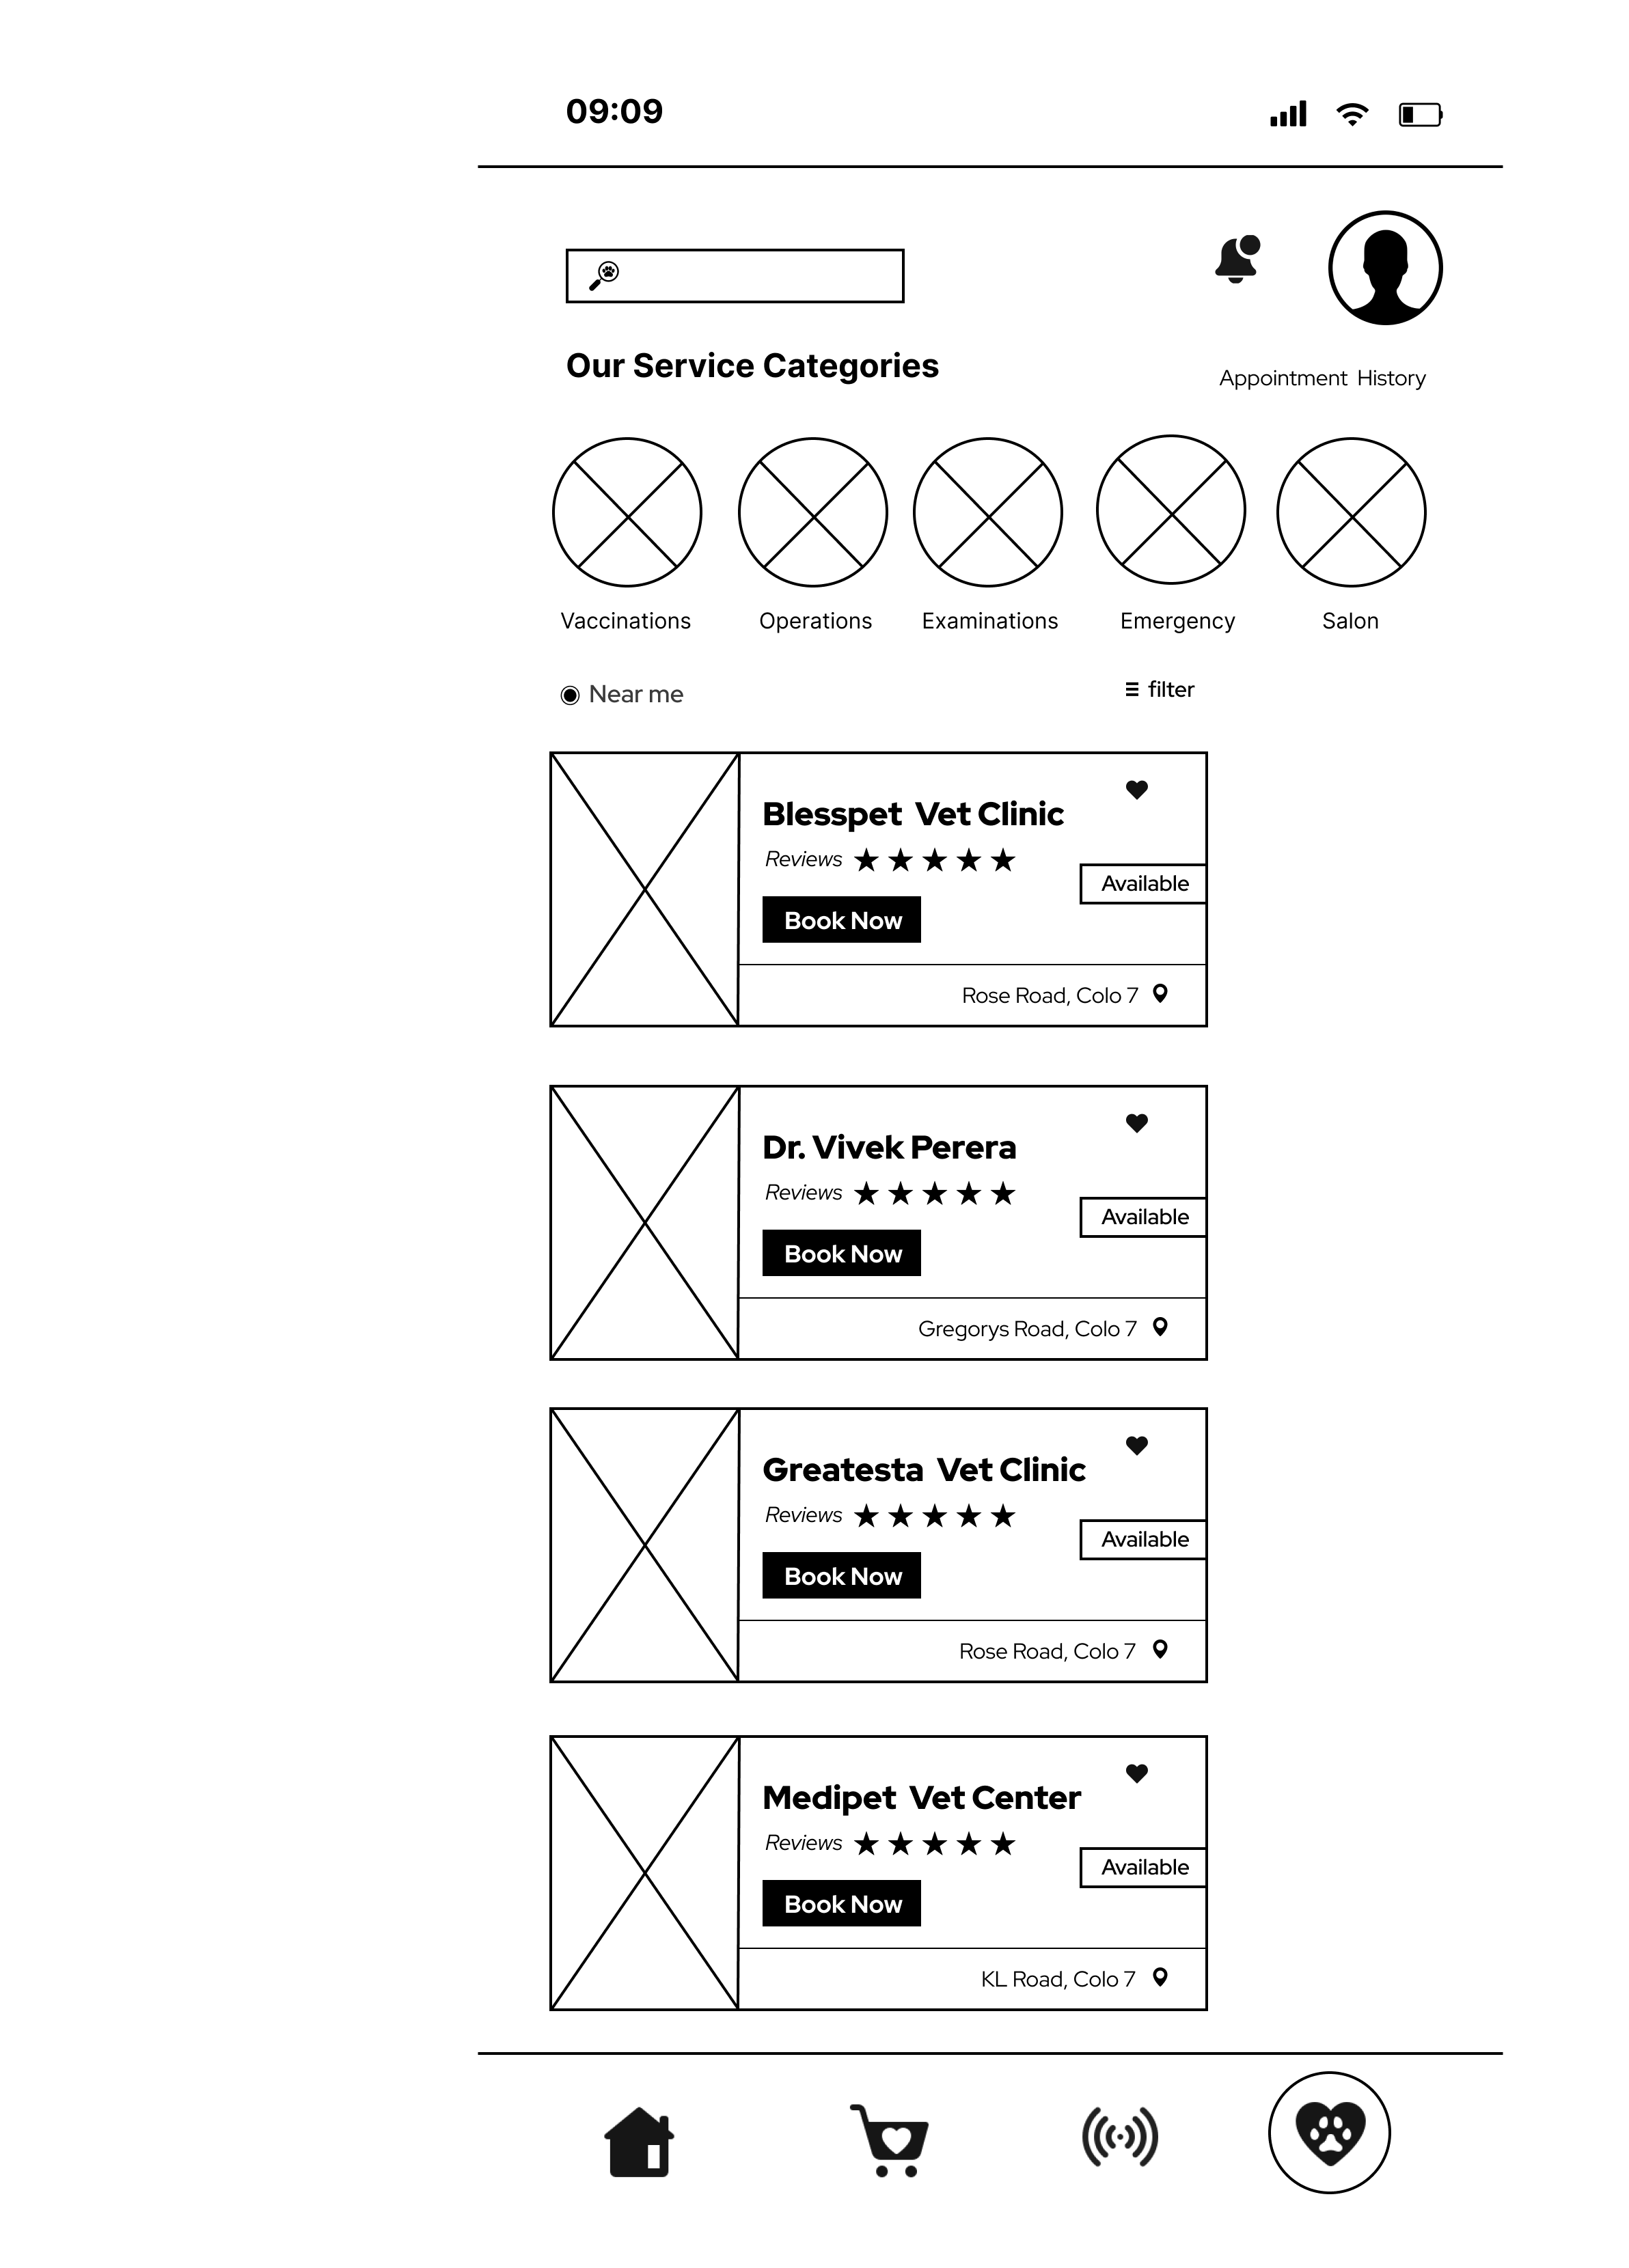 09:09
Our Service Categories
Appointment History
Vaccinations
Operations
Examinations
Emergency
Salon
Near me
filter
Blesspet Vet Clinic
Reviews ★★★★★
Available
Book Now
Rose Road, Colo 7
Dr. Vivek Perera
Reviews ★★★★★
Available
Book Now
Gregorys Road, Colo 7
Greatesta Vet Clinic
Reviews ★★★★★
Available
Book Now
Rose Road, Colo 7
Medipet Vet Center
Reviews ★★★★★
Available
Book Now
KL Road, Colo 7